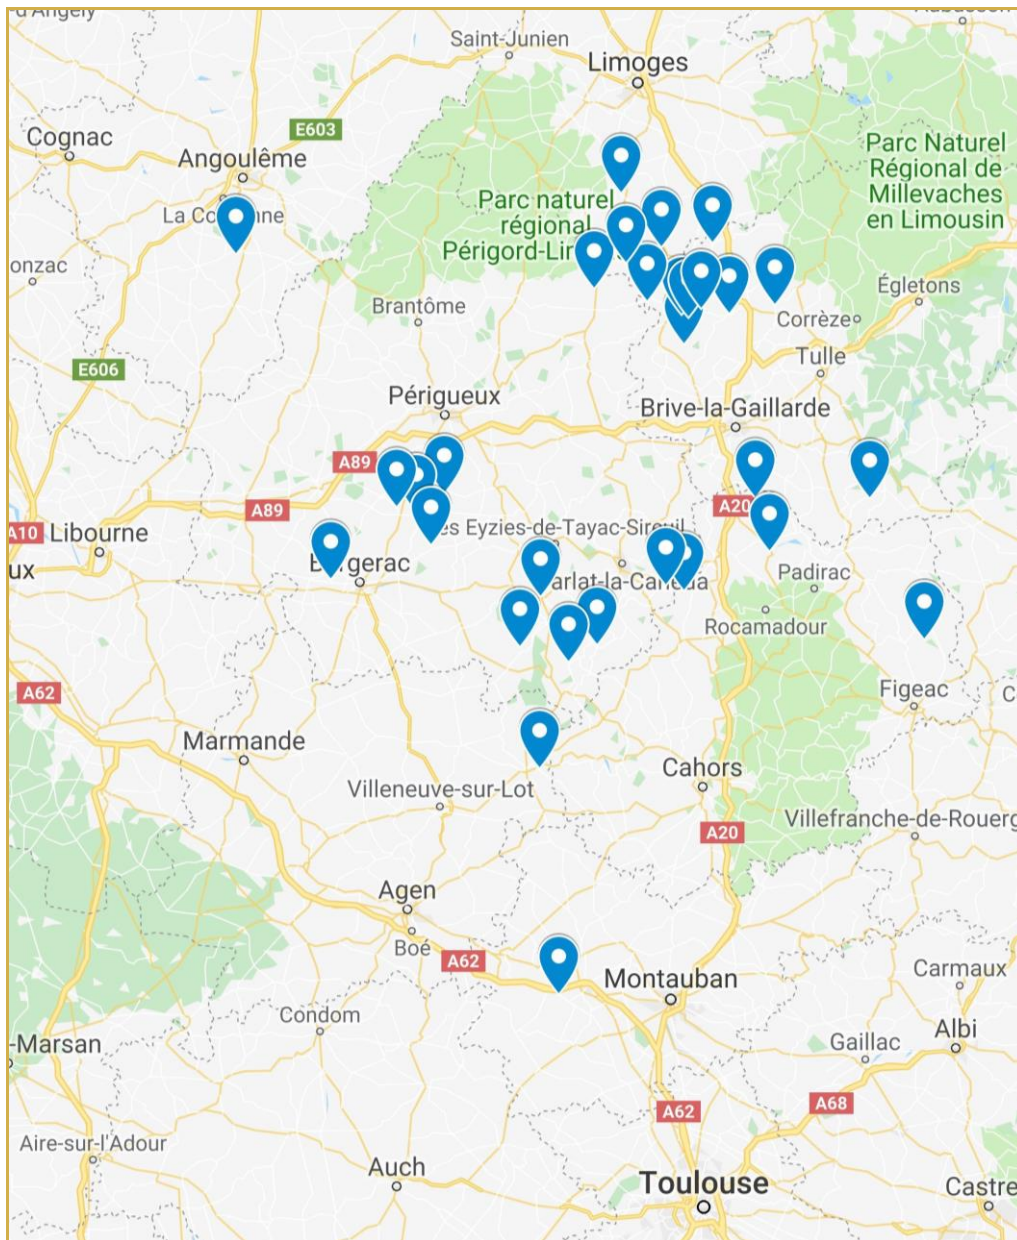 d'Angely
Saint-Junien
Limoges
E603
Cognac
Angoulême
La Co
nne
Parc naturel
régional
Périgord-Li
Parc Naturel
Régional de
Millevaches
en Limousin
onzac
Brantôme
Égletons
Corrèze
E606
Tulle
Périgueux
Brive-la-Gaillarde
A89
A20
A89
A10
Libourne
es Eyzies-de-Tayac-Sireuil
ux
rgerac
arlat-la-Canéda
Padirac
Rocamadour
A62
Figeac
Marmande
Cahors
Villeneuve-sur-Lot
A20
Villefranche-de-Rouerg
Agen
Boé
A62
Montauban
Carmaux
Condom
-Marsan
Gaillac
Albi
A62
A68
Aire-sur-l'Adour
Auch
Toulouse
Castre